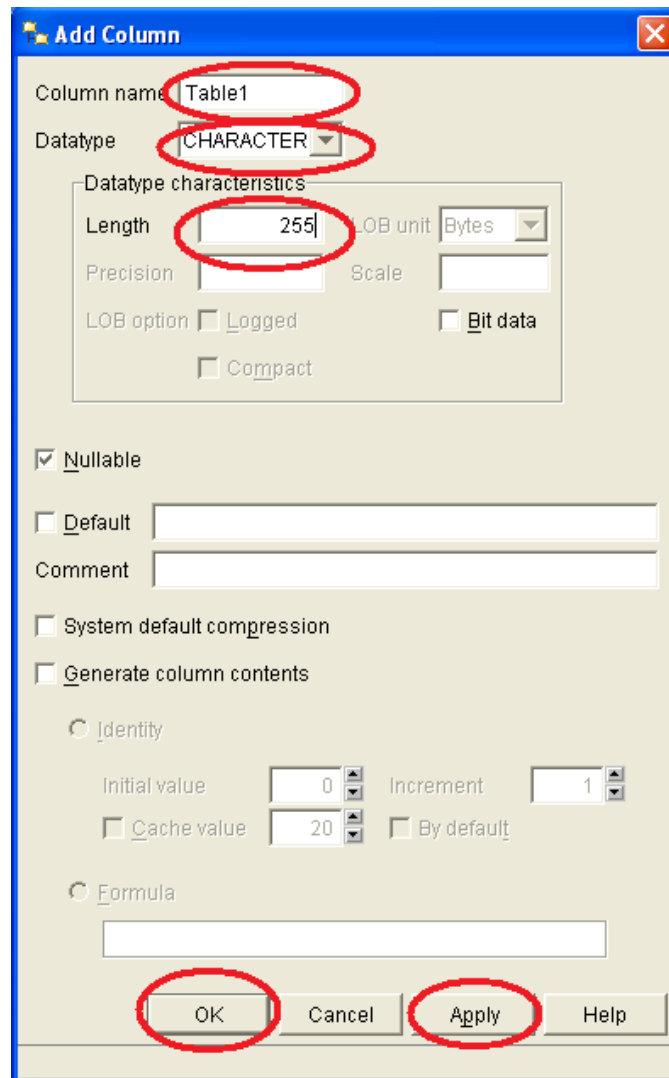 Add Column
Column name Table1
Datatype CHARACTER
Datatype characteristics
Length 255 LOB unit Bytes
Precision Scale
LOB option Logged Bit data
Compact
Nullable
Default
Comment
System default compression
Generate column contents
Identity
Initial value 0 Increment 1
Cache value 20 By default
Formula
OK Cancel Apply Help